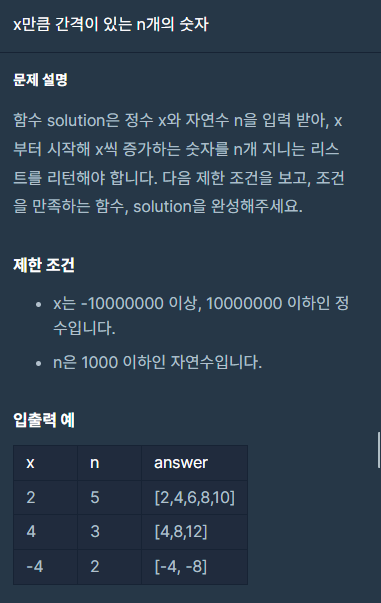 x만큼 간격이 있는 n개의 숫자
문제 설명
함수 solution은 정수 x와 자연수 n을 입력 받아, x
부터 시작해 x씩 증가하는 숫자를 n개 지니는 리스
트를 리턴해야 합니다. 다음 제한 조건을 보고, 조건
을 만족하는 함수, solution을 완성해주세요.
제한 조건
• x는 -10000000 이상, 10000000 이하인 정
수입니다.
• n은 1000 이하인 자연수입니다.
입출력 예
x n answer
2 5 [2,4,6,8,10]
4 3 [4,8,12]
-4 2 [-4, -8]